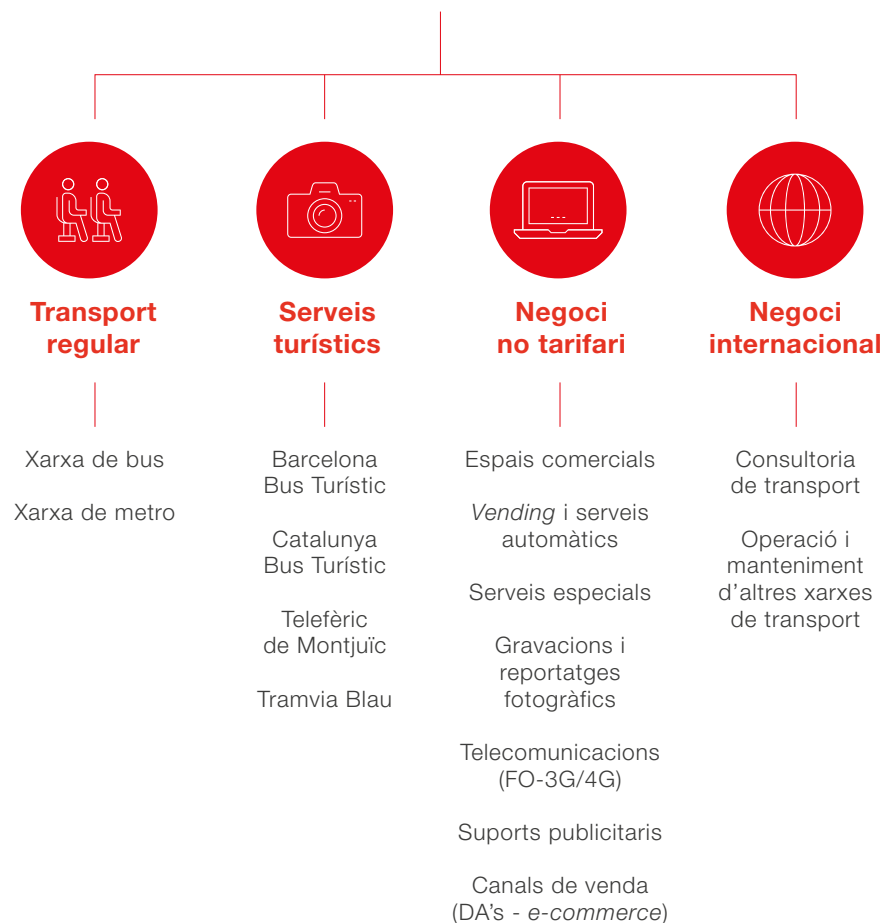 Transport
regular
Xarxa de bus
Xarxa de metro
Serveis
turístics
Barcelona
Bus Turístic
Catalunya
Bus Turístic
Telefèric
de Montjuïc
Tramvia Blau
Negoci
no tarifari
Espais comercials
Vending i serveis
automàtics
Serveis especials
Gravacions i
reportatges
fotogràfics
Telecomunicacions
(FO-3G/4G)
Suports publicitaris
Canals de venda
(DA's - e-commerce)
Negoci
internacional
Consultoria
de transport
Operació i
manteniment
d’altres xarxes
de transport